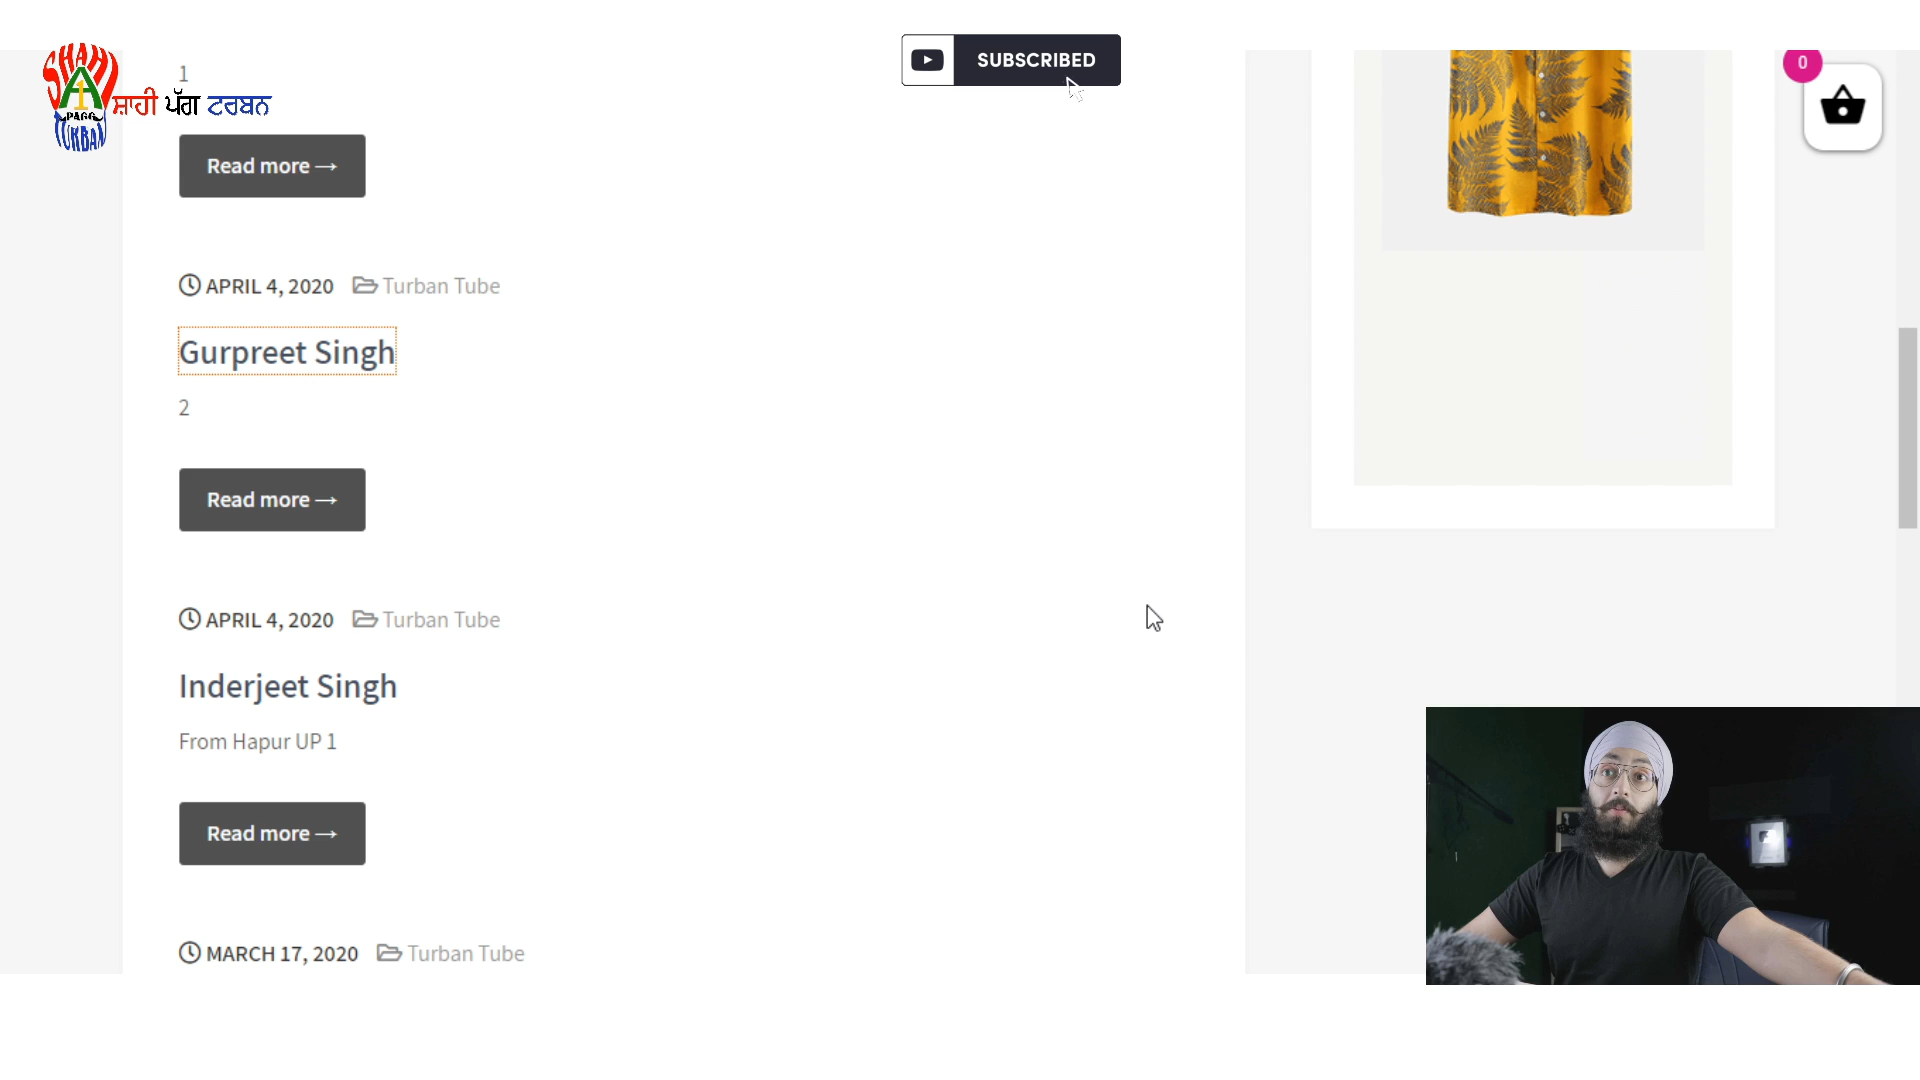 SHAHI
A1
PAGG
TURBAN
ਸ਼ਾਹੀ ਪੱਗ ਟਰਬਨ
SUBSCRIBED
0
1
Read more →
APRIL 4, 2020 Turban Tube
Gurpreet Singh
2
Read more →
APRIL 4, 2020 Turban Tube
Inderjeet Singh
From Hapur UP 1
Read more →
MARCH 17, 2020 Turban Tube